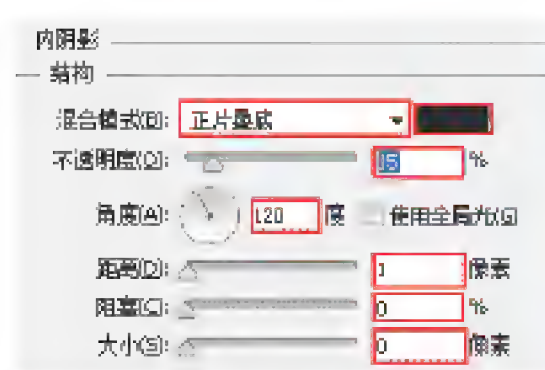 内阴影
结构
混合模式(B): 正片叠底
不透明度(O): 15 %
角度(A): 120 度 使用全局光(G)
距离(D): 1 像素
阻塞(C): 0 %
大小(S): 0 像素